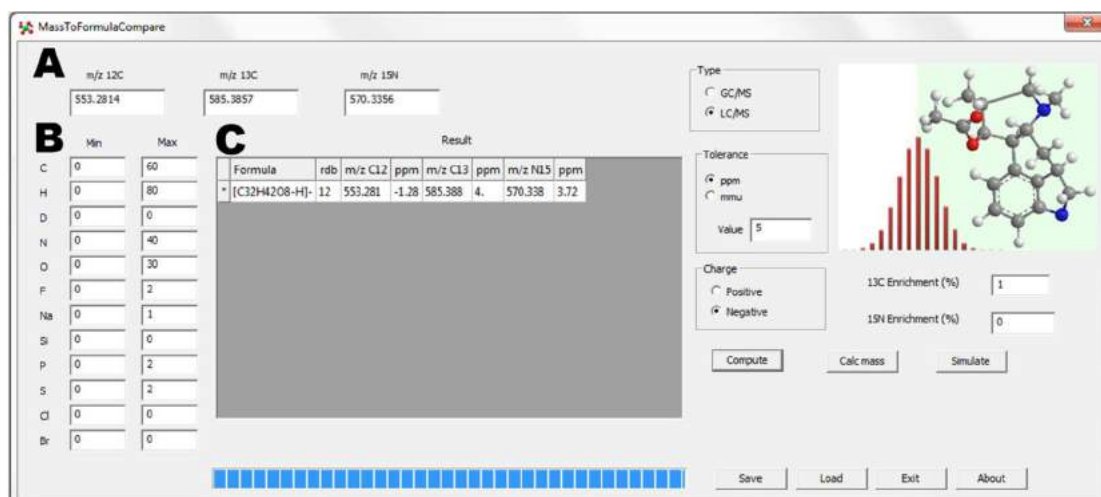 MassToFormulaCompare
A
m/z 12C m/z 13C m/z 15N
553.2814 585.3857 570.3356
B
Min Max
C 0 60
H 0 80
D 0 0
N 0 40
O 0 30
F 0 2
Na 0 1
Si 0 0
P 0 2
S 0 2
Cl 0 0
Br 0 0
C
Result
Formula rdb m/z C12 ppm m/z C13 ppm m/z N15 ppm
* [C32H42O8-H]- 12 553.281 -1.28 585.388 4. 570.338 3.72
Type
GC/MS
LC/MS
Tolerance
ppm
mmu
Value 5
Charge
Positive
Negative
13C Enrichment (%) 1
15N Enrichment (%) 0
Compute Calc mass Simulate
Save Load Exit About